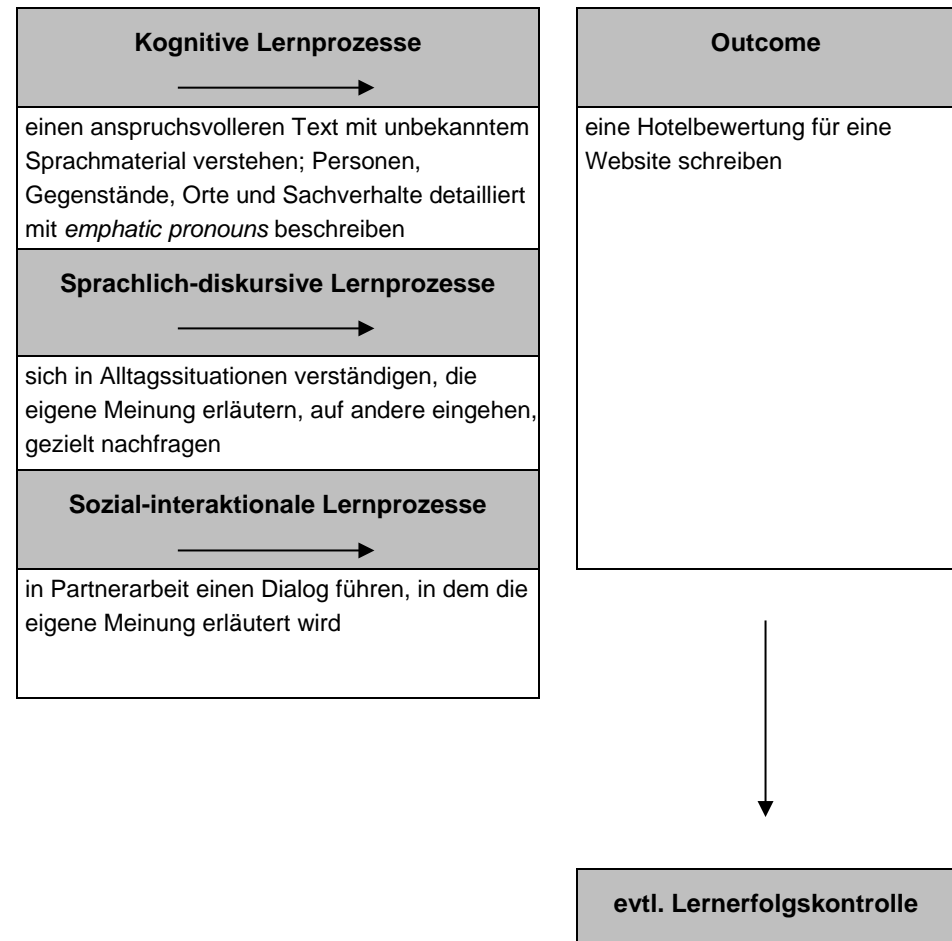 Kognitive Lernprozesse
einen anspruchsvolleren Text mit unbekanntem
Sprachmaterial verstehen; Personen,
Gegenstände, Orte und Sachverhalte detailliert
mit emphatic pronouns beschreiben
Sprachlich-diskursive Lernprozesse
sich in Alltagssituationen verständigen, die
eigene Meinung erläutern, auf andere eingehen,
gezielt nachfragen
Sozial-interaktionale Lernprozesse
in Partnerarbeit einen Dialog führen, in dem die
eigene Meinung erläutert wird
Outcome
eine Hotelbewertung für eine
Website schreiben
evtl. Lernerfolgskontrolle